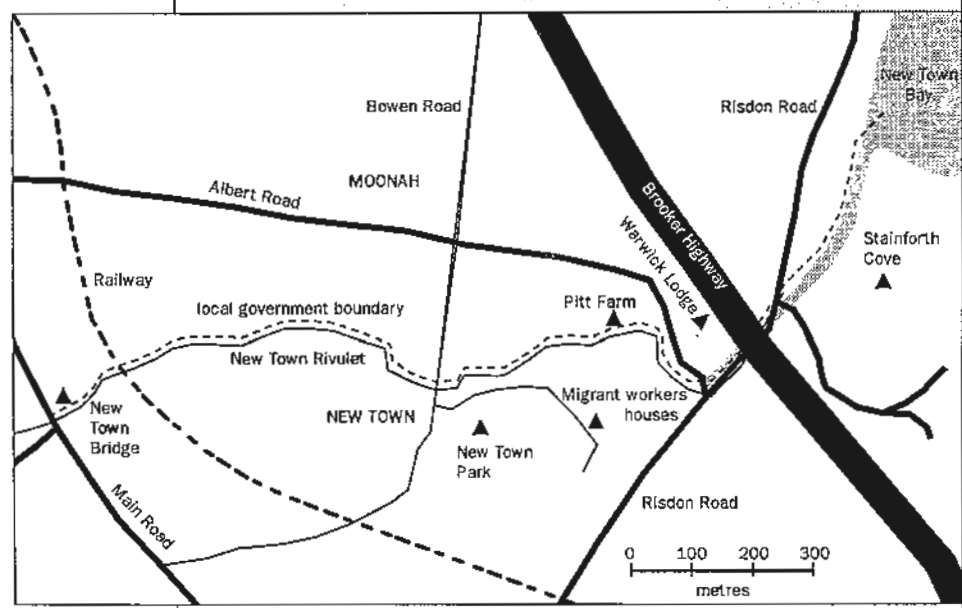 New Town
Bay
Bowen Road
Risdon Road
MOONAH
Albert Road
Brooker Highway
Warwick Lodge
Stainforth
Cove
Railway
local government boundary
Pitt Farm
New Town Rivulet
Migrant workers
houses
NEW TOWN
New
Town
Bridge
New Town
Park
Main Road
Risdon Road
0 100 200 300
metres